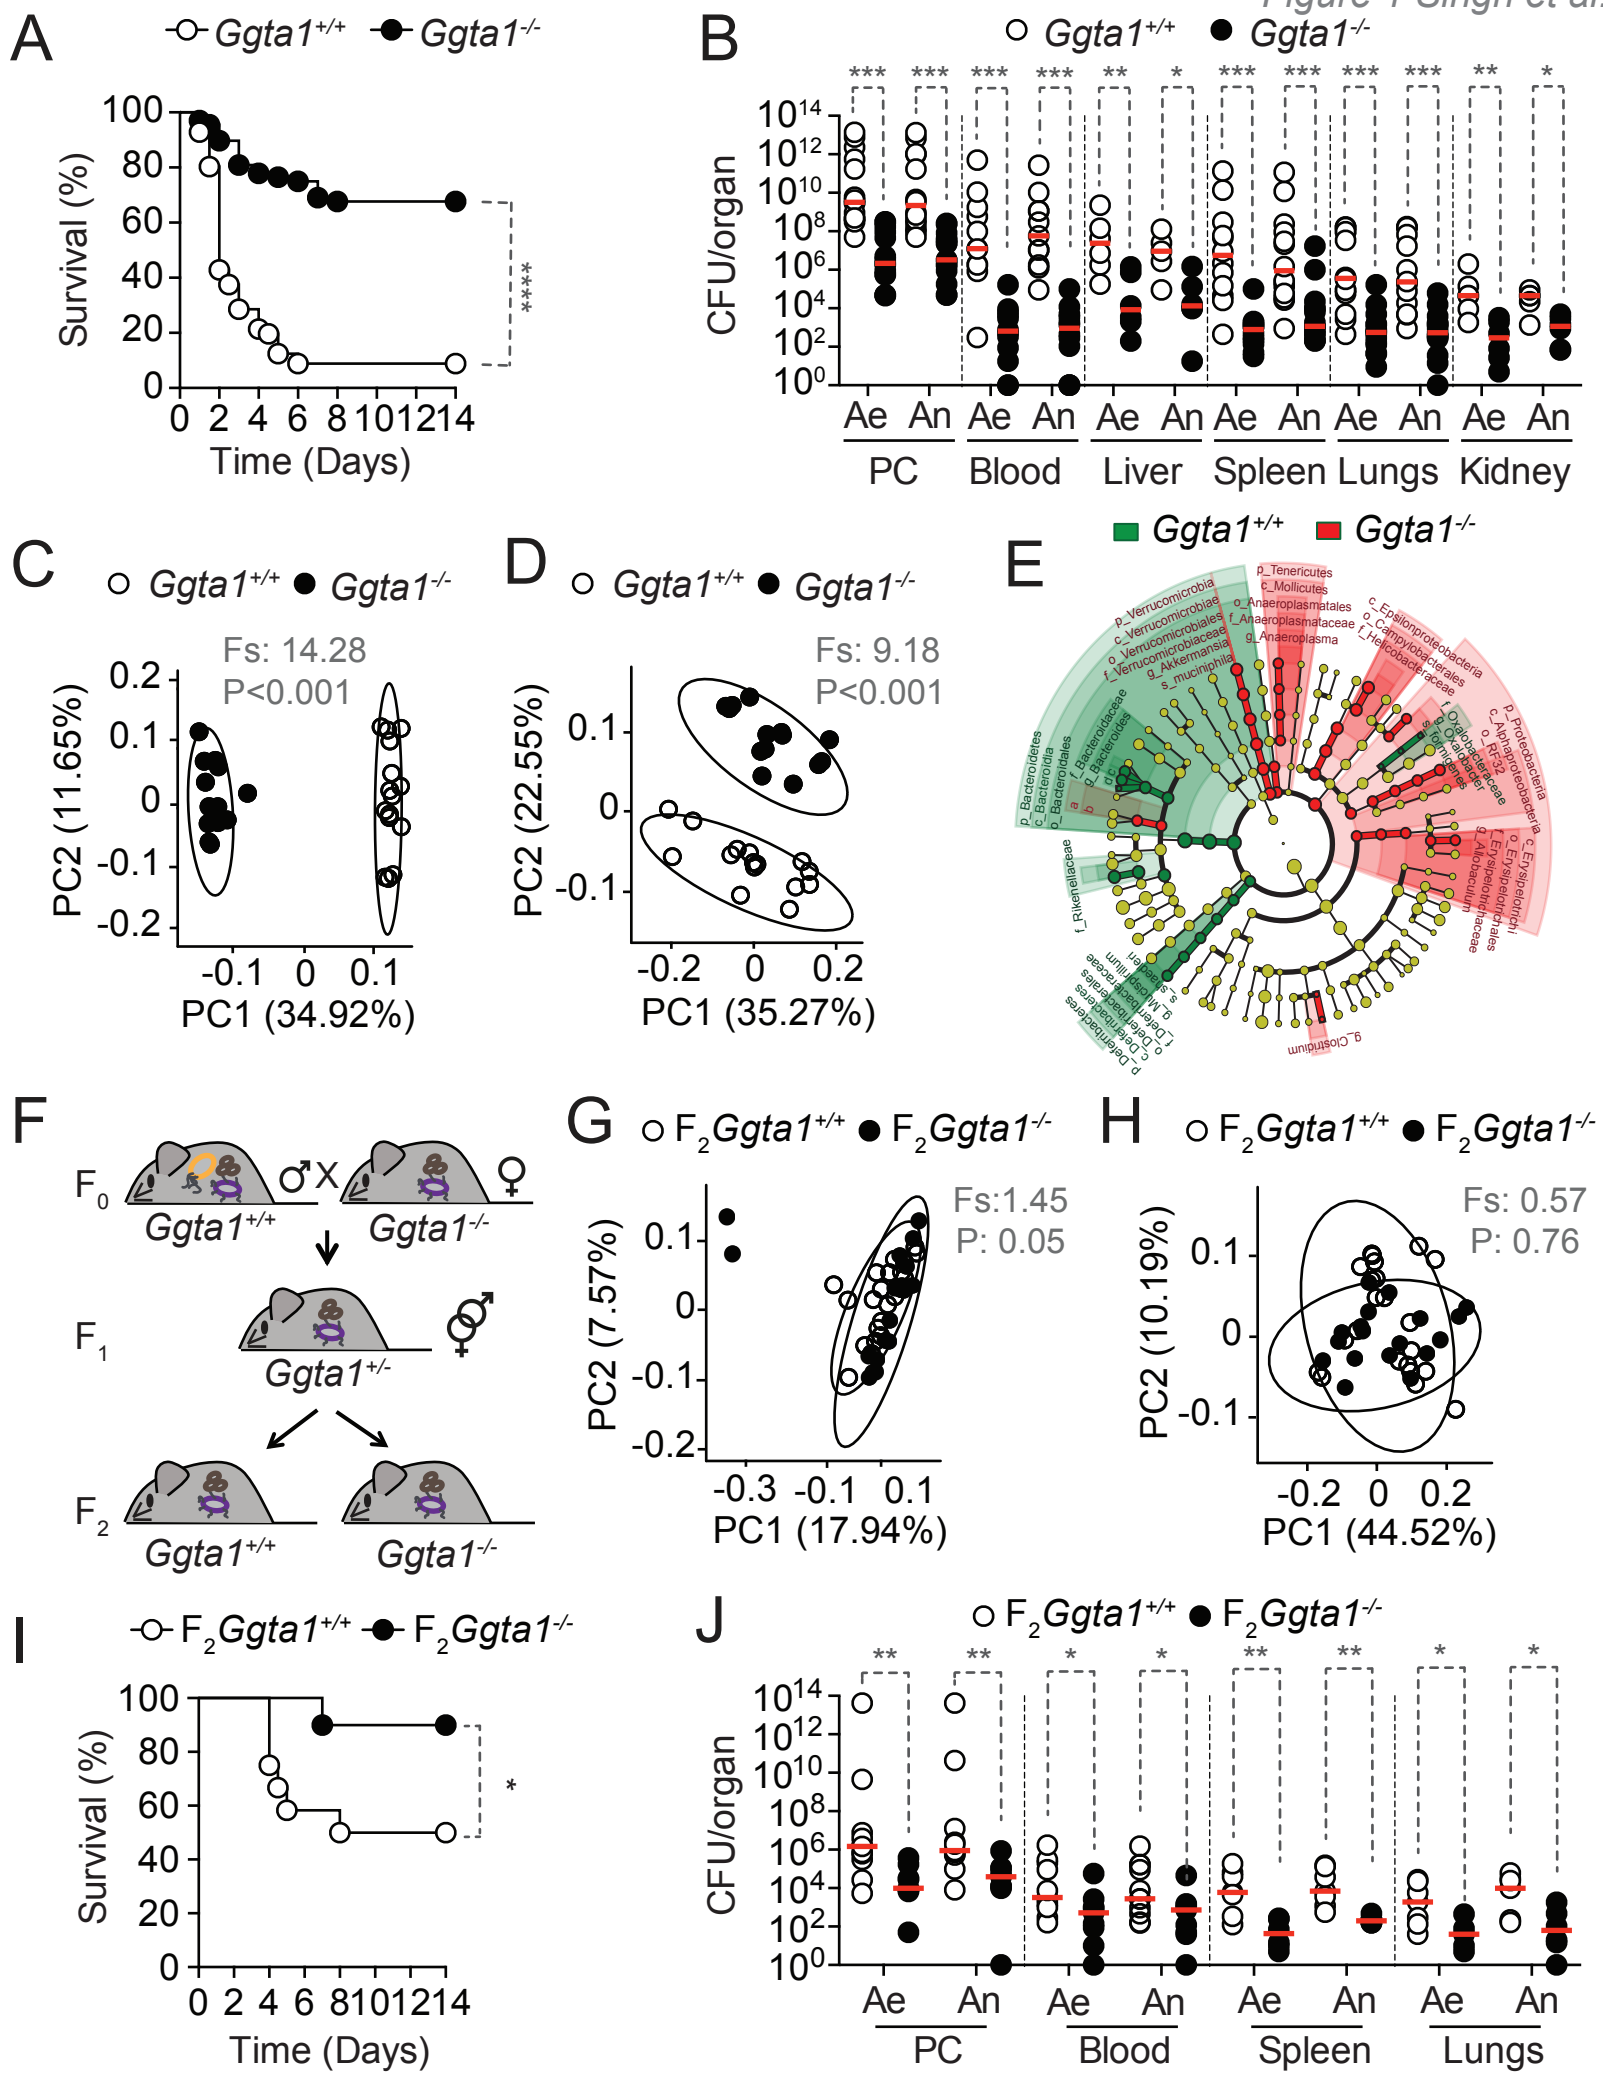 Figure 1 Singh et al.
A
Ggta1+/+ Ggta1-/-
Survival (%)
100
80
60
40
20
0
****
0 2 4 6 8 10 12 14
Time (Days)
B
Ggta1+/+ Ggta1-/-
*** *** *** *** ** * *** *** *** *** ** *
CFU/organ
10^14
10^12
10^10
10^8
10^6
10^4
10^2
10^0
Ae An Ae An Ae An Ae An Ae An Ae An
PC Blood Liver Spleen Lungs Kidney
C
Ggta1+/+ Ggta1-/-
Fs: 14.28
P<0.001
PC2 (11.65%)
0.2
0.1
0
-0.1
-0.2
-0.1 0 0.1
PC1 (34.92%)
D
Ggta1+/+ Ggta1-/-
Fs: 9.18
P<0.001
PC2 (22.55%)
0.1
0
-0.1
-0.2 0 0.2
PC1 (35.27%)
E
Ggta1+/+ Ggta1-/-
p_Tenericutes
c_Mollicutes
o_Anaeroplasmatales
f_Anaeroplasmataceae
g_Anaeroplasma
p_Verrucomicrobia
c_Verrucomicrobiae
o_Verrucomicrobiales
f_Verrucomicrobiaceae
g_Akkermansia
s_muciniphila
c_Epsilonproteobacteria
o_Campylobacterales
f_Helicobacteraceae
f_Oxalobacteraceae
g_Oxalobacter
s_formigenes
p_Proteobacteria
c_Alphaproteobacteria
o_RF32
c_Erysipelotrichi
o_Erysipelotrichales
f_Erysipelotrichaceae
g_Allobaculum
g_Clostridium
p_Bacteroidetes
c_Bacteroidia
o_Bacteroidales
f_Bacteroidaceae
g_Bacteroides
d
c
a
b
f_Rikenellaceae
p_Deferribacteres
c_Deferribacteres
o_Deferribacterales
f_Deferribacteraceae
g_Mucispirillum
s_schaedleri
F
F0
♂ X ♀
Ggta1+/+ Ggta1-/-
F1
Ggta1+/-
F2
Ggta1+/+ Ggta1-/-
G
F2Ggta1+/+ F2Ggta1-/-
Fs:1.45
P: 0.05
PC2 (7.57%)
0.1
0
-0.1
-0.2
-0.3 -0.1 0.1
PC1 (17.94%)
H
F2Ggta1+/+ F2Ggta1-/-
Fs: 0.57
P: 0.76
PC2 (10.19%)
0.1
0
-0.1
-0.2 0 0.2
PC1 (44.52%)
I
F2Ggta1+/+ F2Ggta1-/-
Survival (%)
100
80
60
40
20
0
*
0 2 4 6 8 10 12 14
Time (Days)
J
F2Ggta1+/+ F2Ggta1-/-
** ** * * ** ** * *
CFU/organ
10^14
10^12
10^10
10^8
10^6
10^4
10^2
10^0
Ae An Ae An Ae An Ae An
PC Blood Spleen Lungs